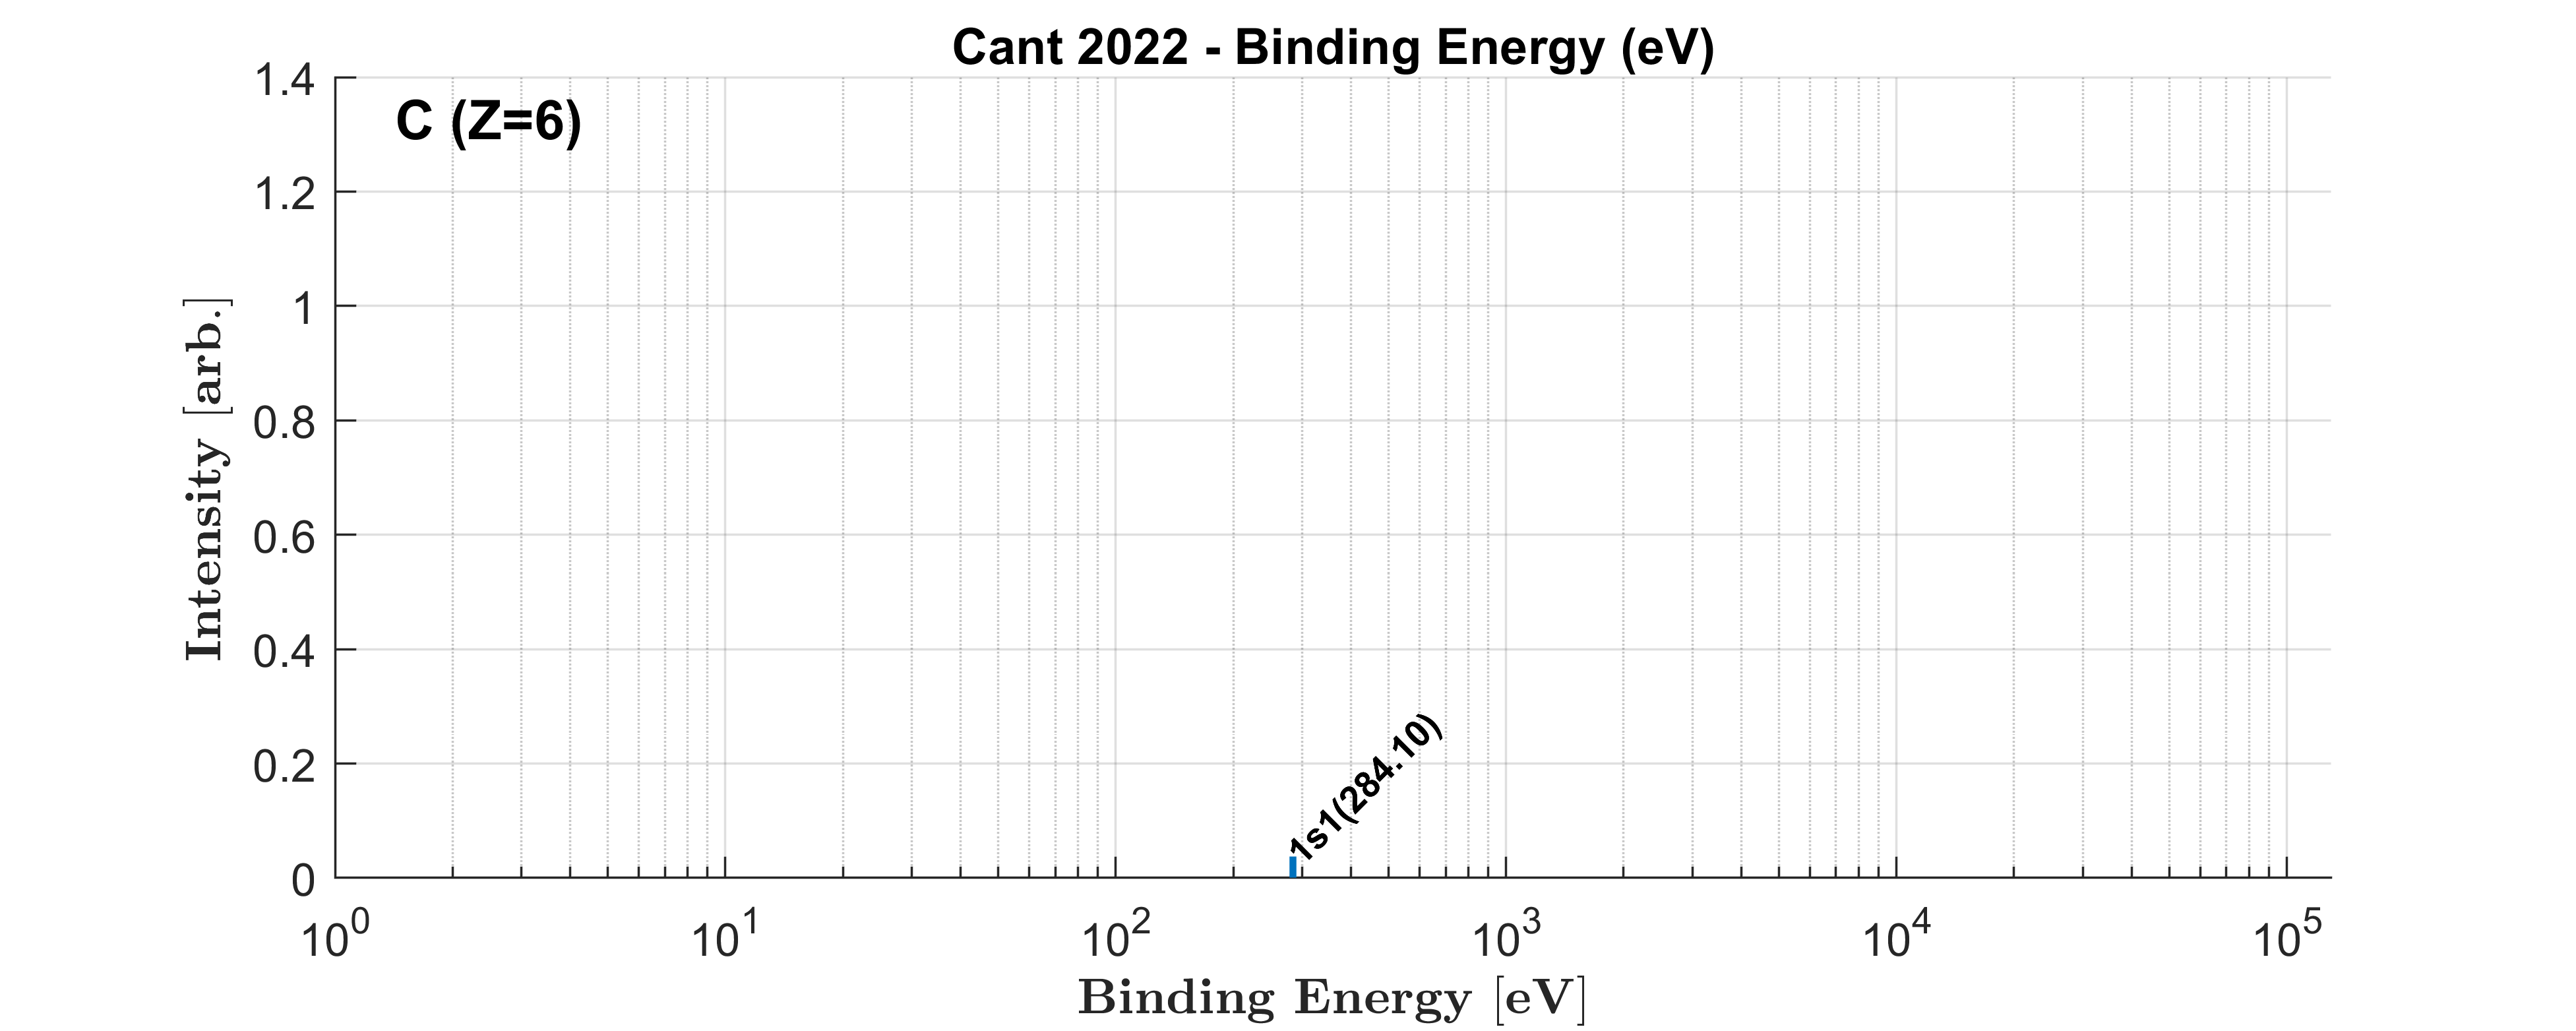 Cant 2022 - Binding Energy (eV)
C (Z=6)
1.4
1.2
1
0.8
0.6
0.4
0.2
0
Intensity [arb.]
1s1(284.10)
10^0 10^1 10^2 10^3 10^4 10^5
Binding Energy [eV]